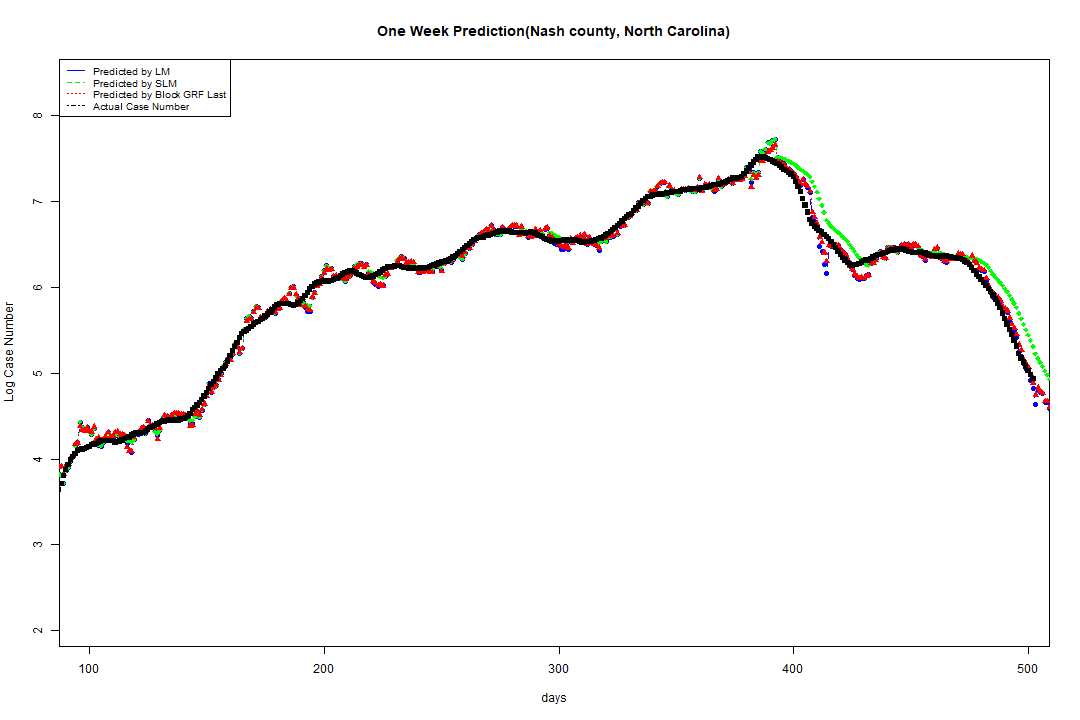 One Week Prediction(Nash county, North Carolina)
Predicted by LM
Predicted by SLM
Predicted by Block GRF Last
Actual Case Number
8
7
6
5
4
3
2
Log Case Number
100 200 300 400 500
days